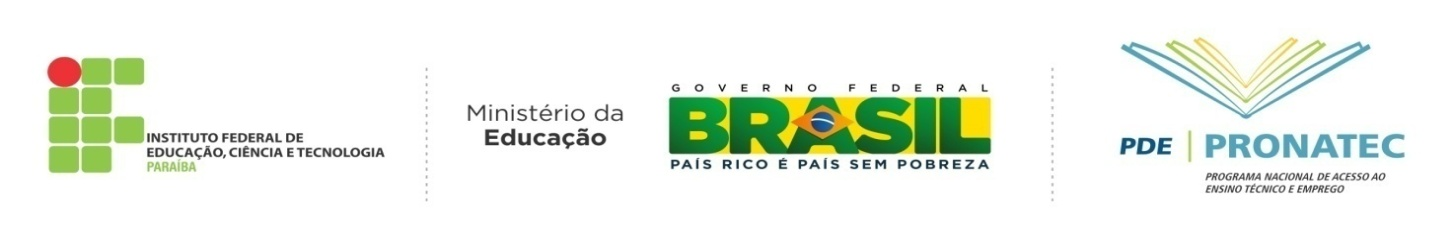 INSTITUTO FEDERAL DE
EDUCAÇÃO, CIÊNCIA E TECNOLOGIA
PARAÍBA
Ministério da
Educação
GOVERNO FEDERAL
BRASIL
PAÍS RICO É PAÍS SEM POBREZA
PDE | PRONATEC
PROGRAMA NACIONAL DE ACESSO AO
ENSINO TÉCNICO E EMPREGO